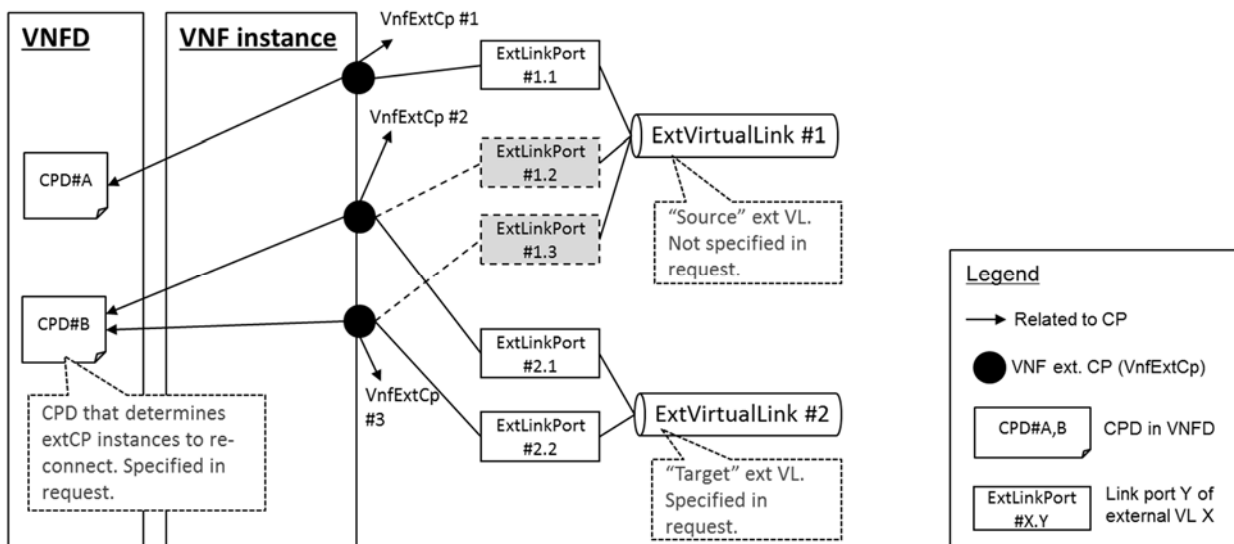 VNFD
VNF instance
VnfExtCp #1
ExtLinkPort
#1.1
VnfExtCp #2
ExtVirtualLink #1
ExtLinkPort
#1.2
CPD#A
“Source” ext VL.
Not specified in
request.
ExtLinkPort
#1.3
CPD#B
ExtLinkPort
#2.1
VnfExtCp
#3
CPD that determines
extCP instances to re-
connect. Specified in
request.
ExtLinkPort
#2.2
ExtVirtualLink #2
“Target” ext VL.
Specified in
request.
Legend
Related to CP
VNF ext. CP (VnfExtCp)
CPD#A,B
CPD in VNFD
ExtLinkPort
#X.Y
Link port Y of
external VL X